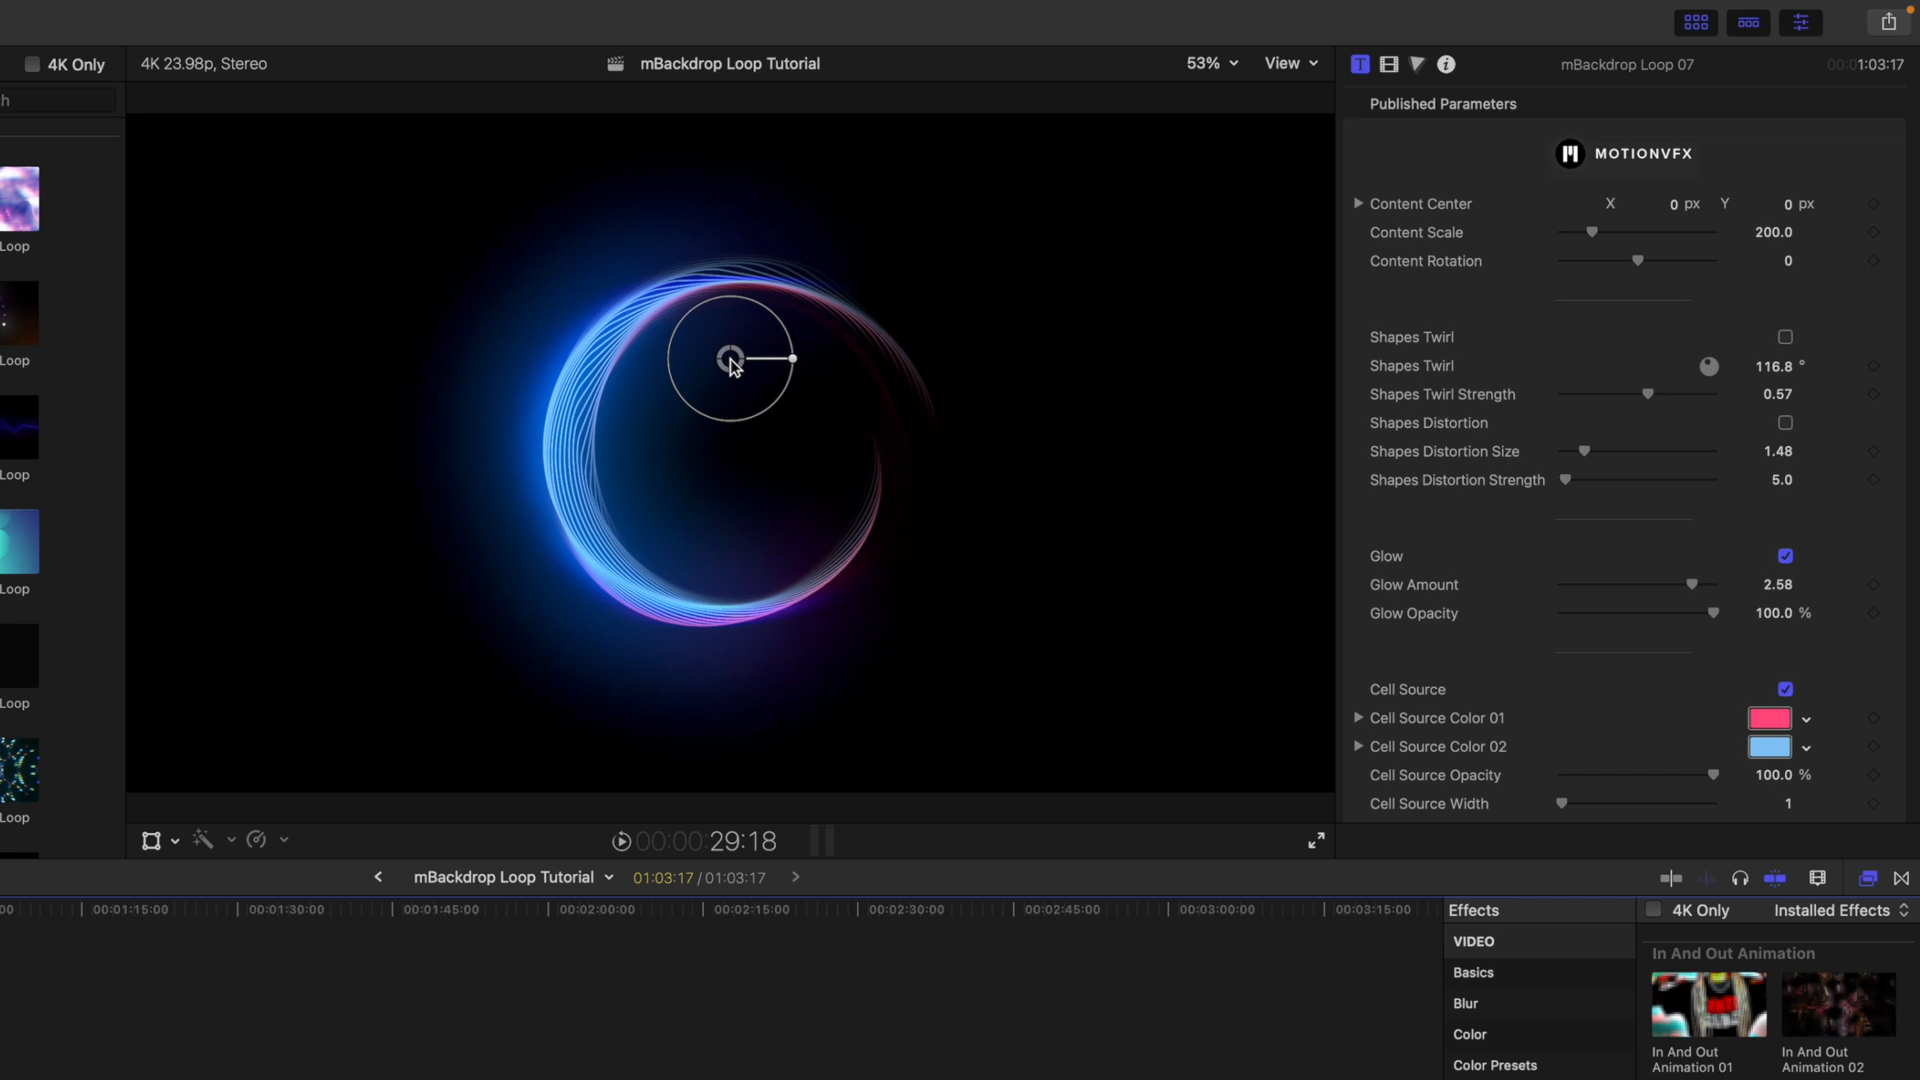 4K Only
4K 23.98p, Stereo
mBackdrop Loop Tutorial
53%
View
mBackdrop Loop 07
00:01:03:17
h
Published Parameters
MOTIONVFX
Content Center X 0 px Y 0 px
Content Scale 200.0
Content Rotation 0
Shapes Twirl
Shapes Twirl 116.8 °
Shapes Twirl Strength 0.57
Shapes Distortion
Shapes Distortion Size 1.48
Shapes Distortion Strength 5.0
Glow
Glow Amount 2.58
Glow Opacity 100.0 %
Cell Source
Cell Source Color 01
Cell Source Color 02
Cell Source Opacity 100.0 %
Cell Source Width 1
Loop
Loop
Loop
Loop
Loop
Loop
00:00:29:18
mBackdrop Loop Tutorial
01:03:17 / 01:03:17
00 00:01:15:00 00:01:30:00 00:01:45:00 00:02:00:00 00:02:15:00 00:02:30:00 00:02:45:00 00:03:00:00 00:03:15:00
Effects
4K Only
Installed Effects
VIDEO
Basics
Blur
Color
Color Presets
In And Out Animation
In And Out
Animation 01
In And Out
Animation 02